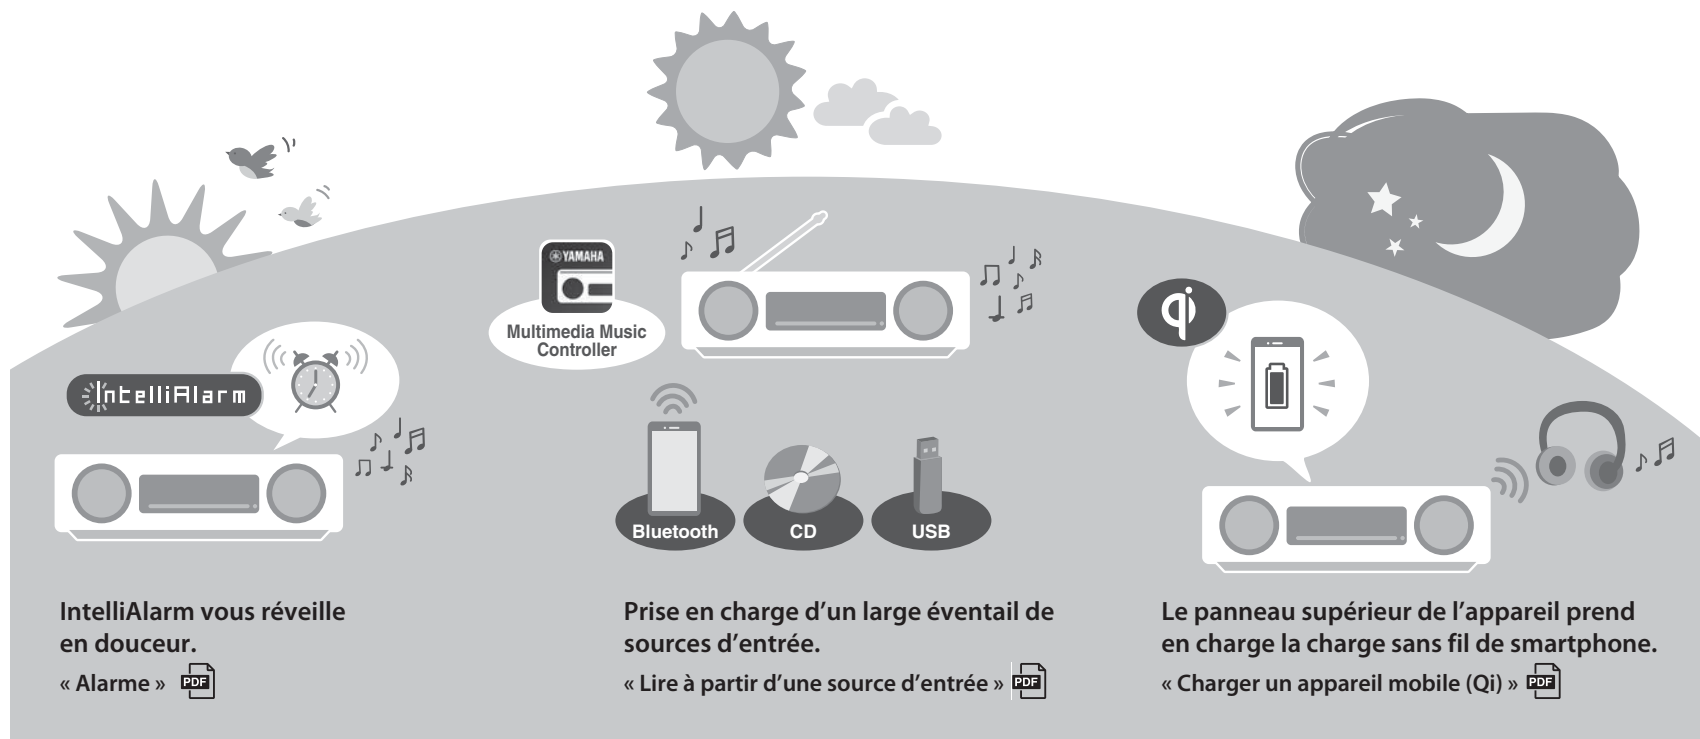 YAMAHA
Multimedia Music
Controller
IntelliAlarm
qi
Bluetooth
CD
USB
IntelliAlarm vous réveille
en douceur.
« Alarme » PDF
Prise en charge d’un large éventail de
sources d’entrée.
« Lire à partir d’une source d’entrée » PDF
Le panneau supérieur de l’appareil prend
en charge la charge sans fil de smartphone.
« Charger un appareil mobile (Qi) » PDF